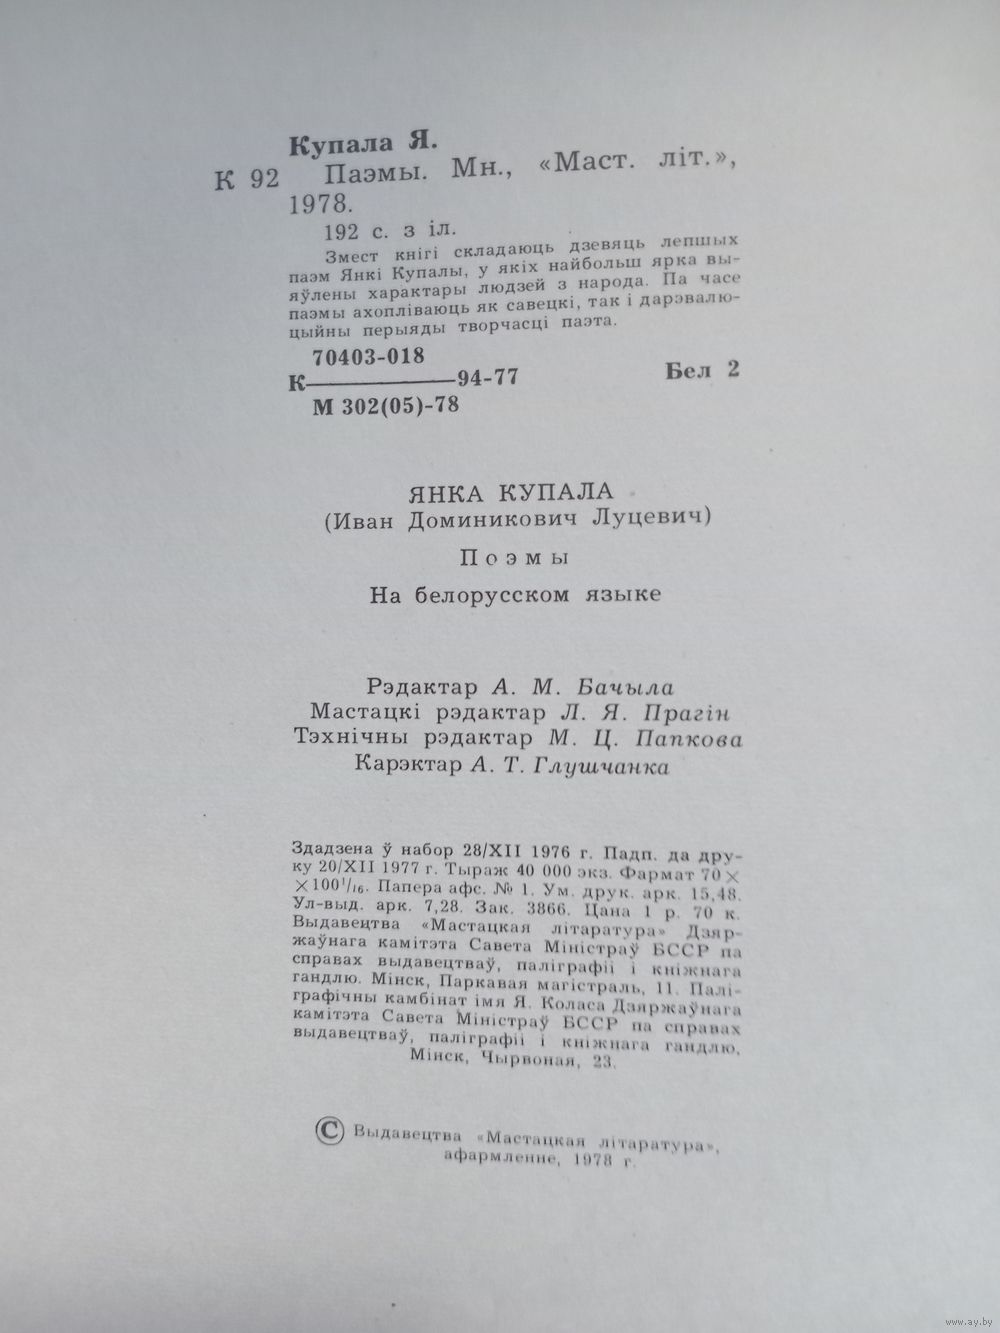 Купала Я.
К 92 Паэмы. Мн., «Маст. літ.»,
1978.
192 с. з іл.
Змест кнігі складаюць дзевяць лепшых
паэм Янкі Купалы, у якіх найбольш ярка вы-
яўлены характары людзей з народа. Па часе
паэмы ахопліваюць як савецкі, так і дарэвалю-
цыйны перыяды творчасці паэта.
70403-018
К————94-77 Бел 2
М 302(05)-78
ЯНКА КУПАЛА
(Иван Доминикович Луцевич)
Поэмы
На белорусском языке
Рэдактар А. М. Бачыла
Мастацкі рэдактар Л. Я. Прагін
Тэхнічны рэдактар М. Ц. Папкова
Карэктар А. Т. Глушчанка
Здадзена ў набор 28/XII 1976 г. Падп. да дру-
ку 20/XII 1977 г. Тыраж 40 000 экз. Фармат 70×
×100¹/₁₆. Папера афс. № 1. Ум. друк. арк. 15,48.
Ул-выд. арк. 7,28. Зак. 3866. Цана 1 р. 70 к.
Выдавецтва «Мастацкая літаратура» Дзяр-
жаўнага камітэта Савета Міністраў БССР па
справах выдавецтваў, паліграфіі і кніжнага
гандлю. Мінск, Паркавая магістраль, 11. Палі-
графічны камбінат імя Я. Коласа Дзяржаўнага
камітэта Савета Міністраў БССР па справах
выдавецтваў, паліграфіі і кніжнага гандлю.
Мінск, Чырвоная, 23.
© Выдавецтва «Мастацкая літаратура»,
афармленне, 1978 г.
www.ay.by